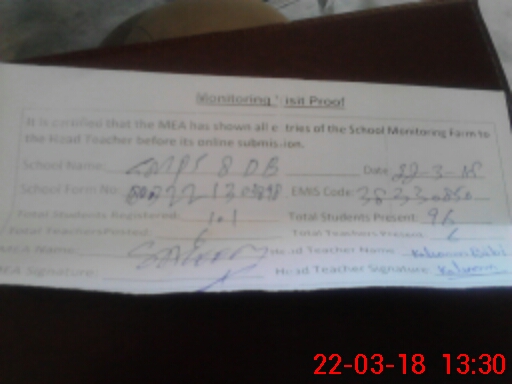 Monitoring Visit Proof
It is certified that the MEA has shown all entries of the School Monitoring Form to
the Head Teacher before its online submission.
School Name: 8 DB Date 22-3-18
School Form No: EMIS Code:
Total Students Registered: 101 Total Students Present: 96
Total Teachers Posted: 6 Total Teachers Present: 6
MEA Name: Head Teacher Name
MEA Signature: Head Teacher Signature
22-03-18 13:30